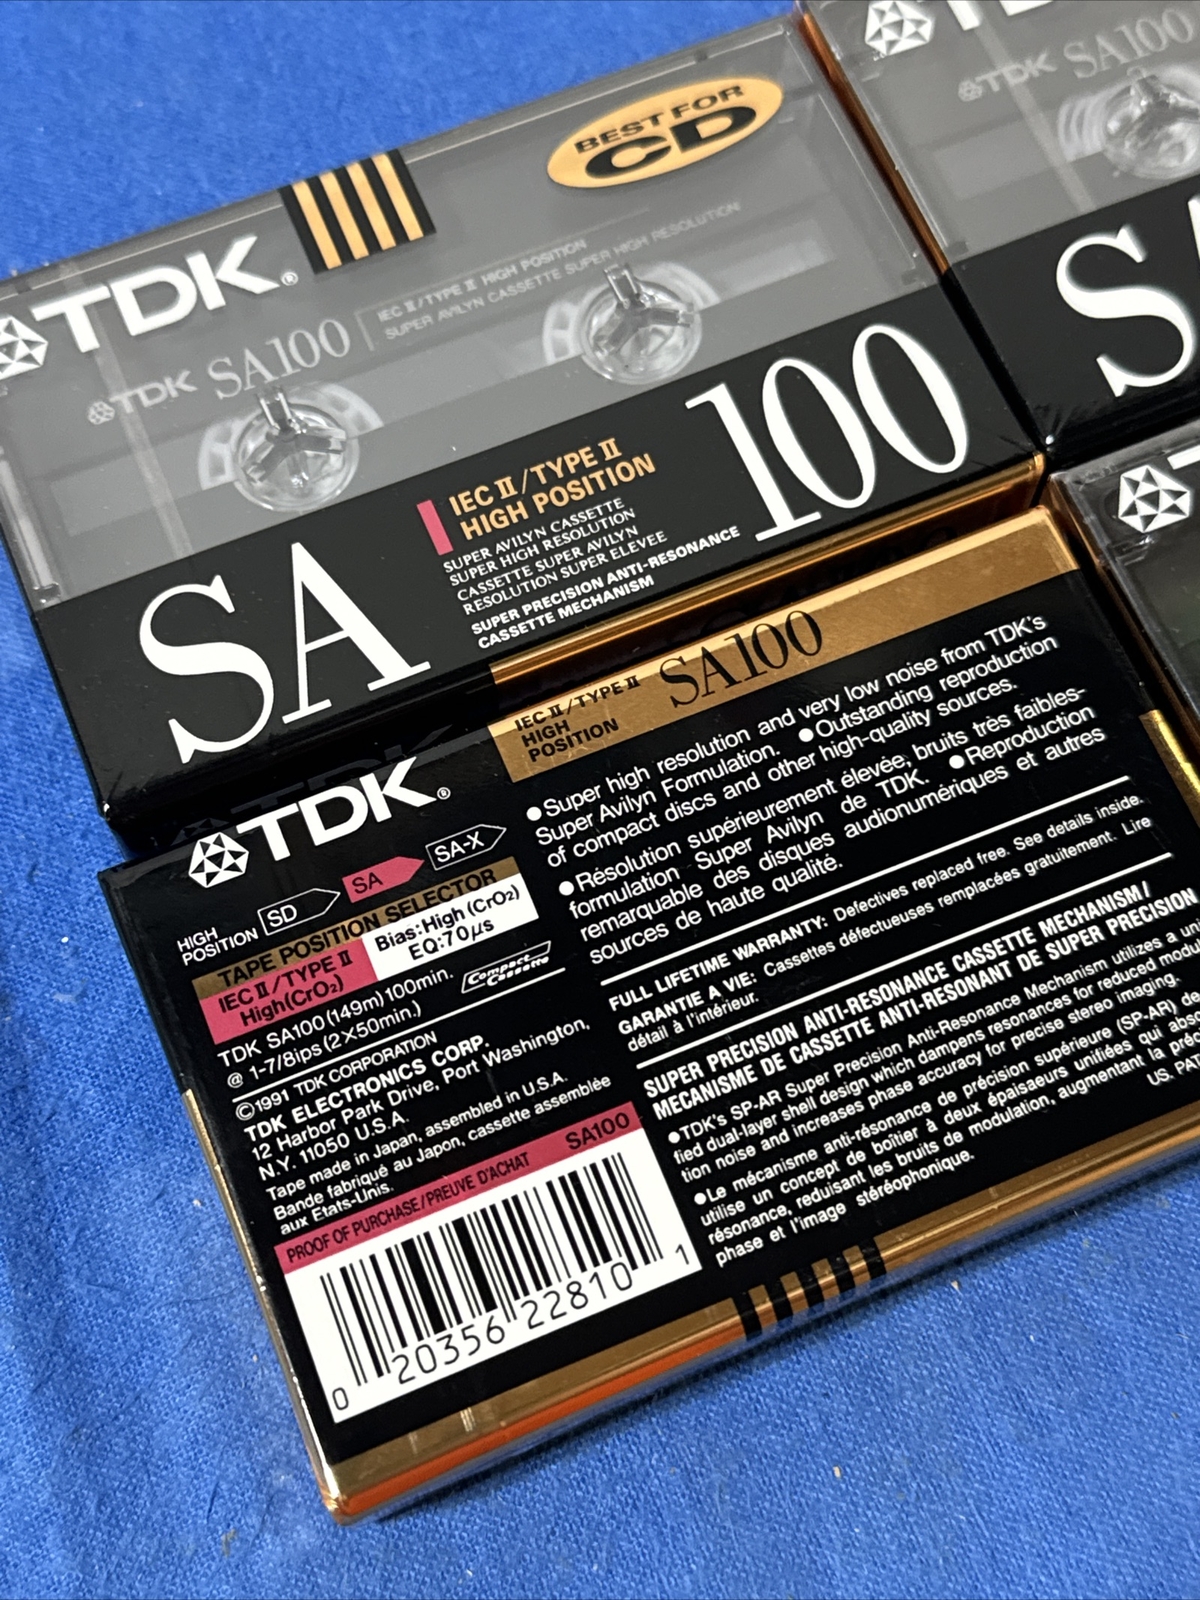 TDK®
BEST FOR
CD
TDK SA100
IEC II/TYPE II HIGH POSITION
SUPER AVILYN CASSETTE SUPER HIGH RESOLUTION
SA
IEC II/TYPE II
HIGH POSITION
SUPER AVILYN CASSETTE
SUPER HIGH RESOLUTION
CASSETTE SUPER AVILYN
RESOLUTION SUPER ELEVEE
SUPER PRECISION ANTI-RESONANCE
CASSETTE MECHANISM
100
TDK SA100
TDK®
HIGH
POSITION
SD
SA
SA-X
TAPE POSITION SELECTOR
IEC II/TYPE II
High(CrO2)
Bias:High (CrO2)
EQ:70μs
TDK SA100 (149m) 100min.
@ 1-7/8ips (2×50min.)
Compact
Cassette
©1991 TDK CORPORATION
TDK ELECTRONICS CORP.
12 Harbor Park Drive, Port Washington,
N.Y. 11050 U.S.A.
Tape made in Japan, assembled in U.S.A.
Bande fabriqué au Japon, cassette assemblée
aux Etats-Unis.
PROOF OF PURCHASE/PREUVE D'ACHAT SA100
0 20356 22810 1
IEC II/TYPE II
HIGH
POSITION
SA100
●Super high resolution and very low noise from TDK's
Super Avilyn Formulation. ●Outstanding reproduction
of compact discs and other high-quality sources.
●Résolution supérieurement élevée, bruits très faibles-
formulation Super Avilyn de TDK. ●Reproduction
remarquable des disques audionumériques et autres
sources de haute qualité.
FULL LIFETIME WARRANTY: Defectives replaced free. See details inside.
GARANTIE A VIE: Cassettes défectueuses remplacées gratuitement. Lire
détail à l'intérieur.
SUPER PRECISION ANTI-RESONANCE CASSETTE MECHANISM/
MECANISME DE CASSETTE ANTI-RESONANT DE SUPER PRECISION
●TDK's SP-AR Super Precision Anti-Resonance Mechanism utilizes a
fied dual-layer shell design which dampens resonances for reduced
tion noise and increases phase accuracy for precise stereo imaging.
●Le mécanisme anti-résonance de précision supérieure (SP-AR) de
utilise un concept de boîtier à deux épaisseurs unifiées qui
résonance, reduisant les bruits de modulation, augmentant la
phase et l'image stéréophonique.
US. PA